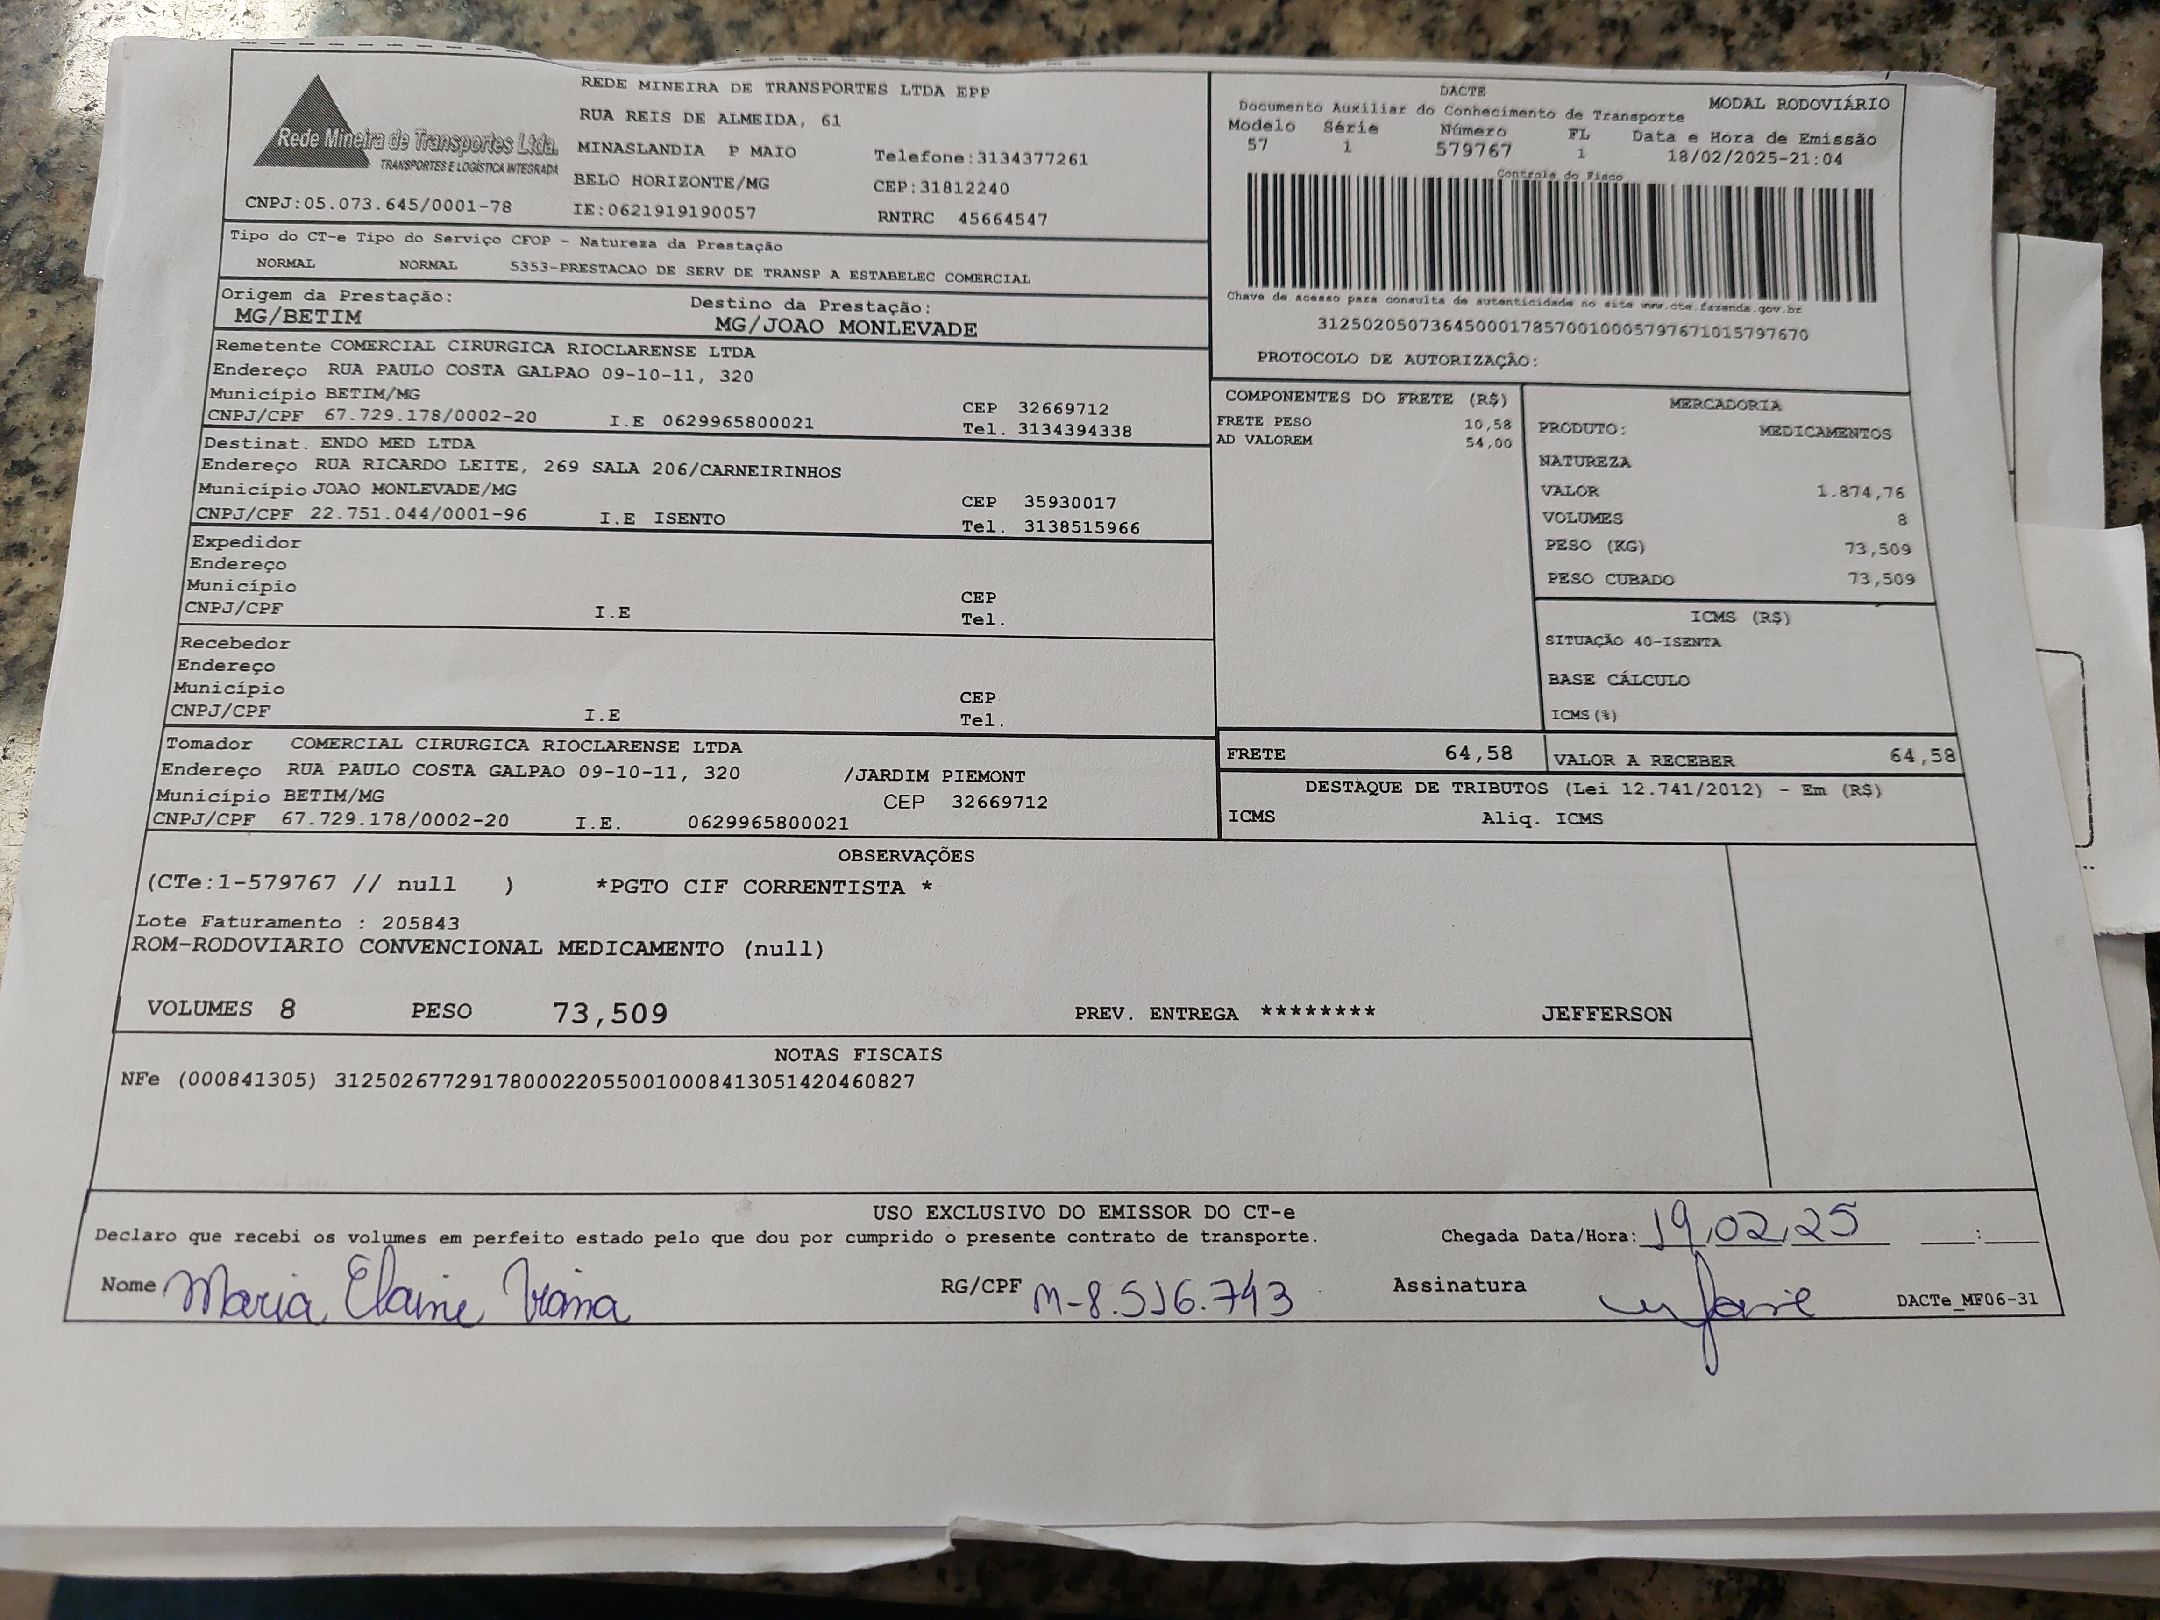 Rede Mineira de Transportes Ltda.
TRANSPORTES E LOGÍSTICA INTEGRADA
CNPJ:05.073.645/0001-78
REDE MINEIRA DE TRANSPORTES LTDA EPP
RUA REIS DE ALMEIDA, 61
MINASLANDIA P MAIO Telefone:3134377261
BELO HORIZONTE/MG CEP:31812240
IE:0621919190057 RNTRC 45664547
DACTE MODAL RODOVIÁRIO
Documento Auxiliar do Conhecimento de Transporte
Modelo Série Número FL Data e Hora de Emissão
57 1 579767 1 18/02/2025-21:04
Controle do Fisco
Chave de acesso para consulta de autenticidade no site www.cte.fazenda.gov.br
31250205073645000178570010005797671015797670
PROTOCOLO DE AUTORIZAÇÃO:
Tipo do CT-e Tipo do Serviço CFOP - Natureza da Prestação
NORMAL NORMAL 5353-PRESTACAO DE SERV DE TRANSP A ESTABELEC COMERCIAL
Origem da Prestação: Destino da Prestação:
MG/BETIM MG/JOAO MONLEVADE
Remetente COMERCIAL CIRURGICA RIOCLARENSE LTDA
Endereço RUA PAULO COSTA GALPAO 09-10-11, 320
Município BETIM/MG CEP 32669712
CNPJ/CPF 67.729.178/0002-20 I.E 0629965800021 Tel. 3134394338
Destinat. ENDO MED LTDA
Endereço RUA RICARDO LEITE, 269 SALA 206/CARNEIRINHOS
Município JOAO MONLEVADE/MG CEP 35930017
CNPJ/CPF 22.751.044/0001-96 I.E ISENTO Tel. 3138515966
Expedidor
Endereço
Município CEP
CNPJ/CPF I.E Tel.
Recebedor
Endereço
Município CEP
CNPJ/CPF I.E Tel.
Tomador COMERCIAL CIRURGICA RIOCLARENSE LTDA
Endereço RUA PAULO COSTA GALPAO 09-10-11, 320 /JARDIM PIEMONT
Município BETIM/MG CEP 32669712
CNPJ/CPF 67.729.178/0002-20 I.E. 0629965800021
COMPONENTES DO FRETE (R$)
FRETE PESO 10,58
AD VALOREM 54,00
MERCADORIA
PRODUTO: MEDICAMENTOS
NATUREZA
VALOR 1.874,76
VOLUMES 8
PESO (KG) 73,509
PESO CUBADO 73,509
ICMS (R$)
SITUAÇÃO 40-ISENTA
BASE CÁLCULO
ICMS(%)
FRETE 64,58 VALOR A RECEBER 64,58
DESTAQUE DE TRIBUTOS (Lei 12.741/2012) - Em (R$)
ICMS Aliq. ICMS
OBSERVAÇÕES
(CTe:1-579767 // null ) *PGTO CIF CORRENTISTA *
Lote Faturamento : 205843
ROM-RODOVIARIO CONVENCIONAL MEDICAMENTO (null)
VOLUMES 8 PESO 73,509 PREV. ENTREGA ******** JEFFERSON
NOTAS FISCAIS
NFe (000841305) 31250267729178000220550010008413051420460827
USO EXCLUSIVO DO EMISSOR DO CT-e
Declaro que recebi os volumes em perfeito estado pelo que dou por cumprido o presente contrato de transporte. Chegada Data/Hora: 19/02/25 ___:___
Nome Maria Elaine Viana RG/CPF M-8.516.743 Assinatura
DACTe_MF06-31